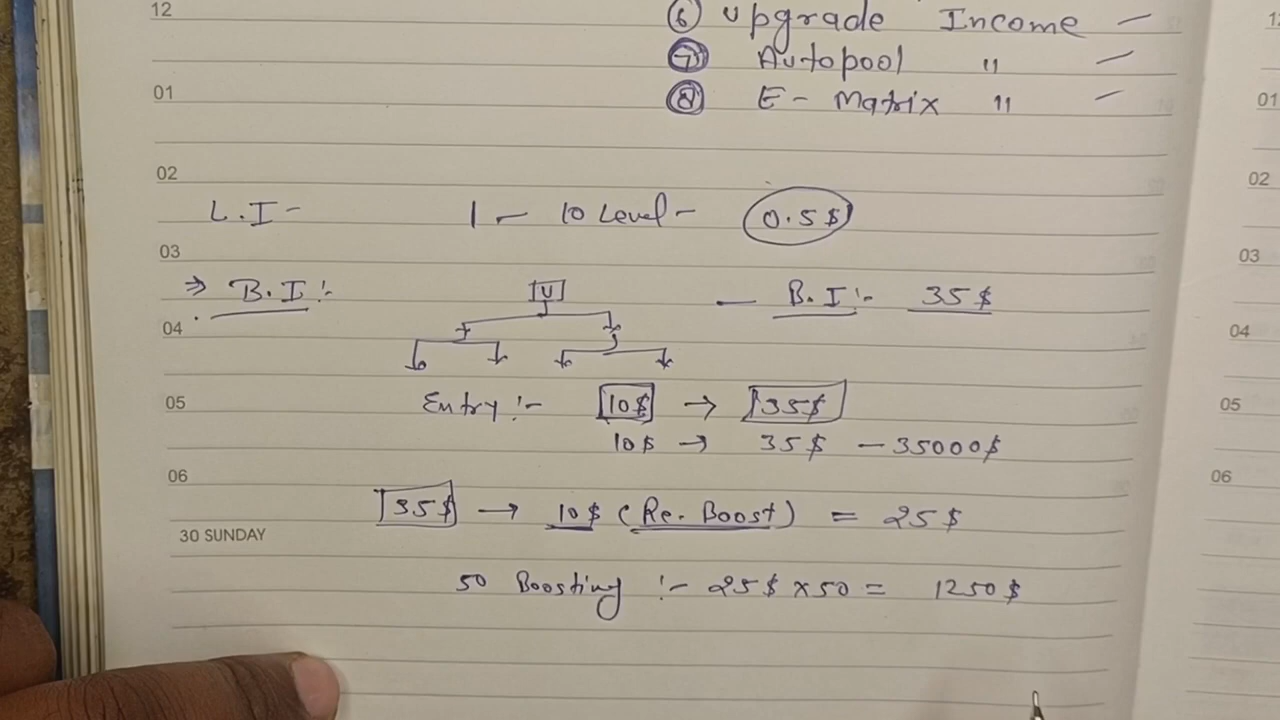 12
⑥ Upgrade Income -
⑦ Autopool " -
01
⑧ E- Matrix " -
02
L.I - 1 - 10 Level - 0.5$
03
⇒ B.I :- U - B.I :- 35$
04
05
Entry :- 10$ → 35$
10$ → 35$ - 35000$
06
35$ → 10$ (Re-Boost) = 25$
30 SUNDAY
50 Boosting :- 25$ x 50 = 1250$
01
02
03
04
05
06